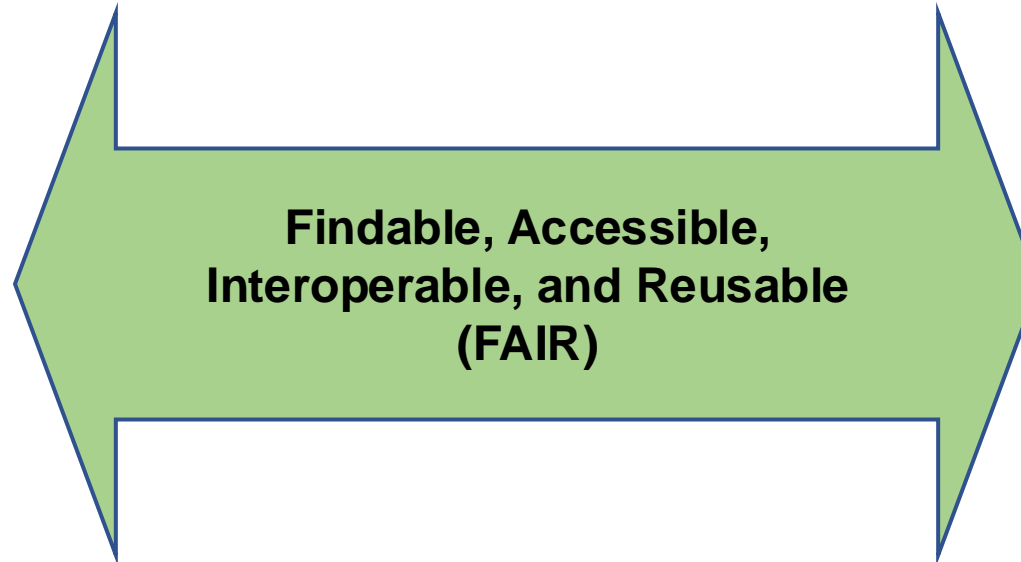 Findable, Accessible,
Interoperable, and Reusable
(FAIR)